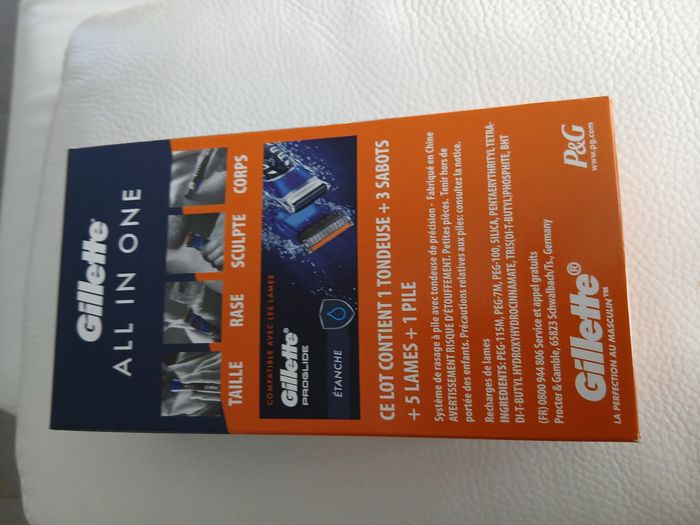 Gillette®
ALL IN ONE
TAILLE RASE SCULPTE CORPS
COMPATIBLE AVEC LES LAMES
Gillette®
PROGLIDE
ÉTANCHE
CE LOT CONTIENT 1 TONDEUSE + 3 SABOTS
+ 5 LAMES + 1 PILE
Système de rasage à pile avec tondeuse de précision - Fabriqué en Chine
AVERTISSEMENT RISQUE D'ÉTOUFFEMENT. Petites pièces. Tenir hors de
portée des enfants. Précautions relatives aux piles: consultez la notice.
Recharges de lames
INGREDIENTS: PEG-115M, PEG-7M, PEG-100, SILICA, PENTAERYTHRITYL TETRA-
DI-T-BUTYL HYDROXYHYDROCINNAMATE, TRIS(DI-T-BUTYL)PHOSPHITE, BHT
(FR) 0800 944 806 Service et appel gratuits
Procter & Gamble, 65823 Schwalbach/Ts., Germany
Gillette®
LA PERFECTION AU MASCULIN™
P&G
www.pg.com